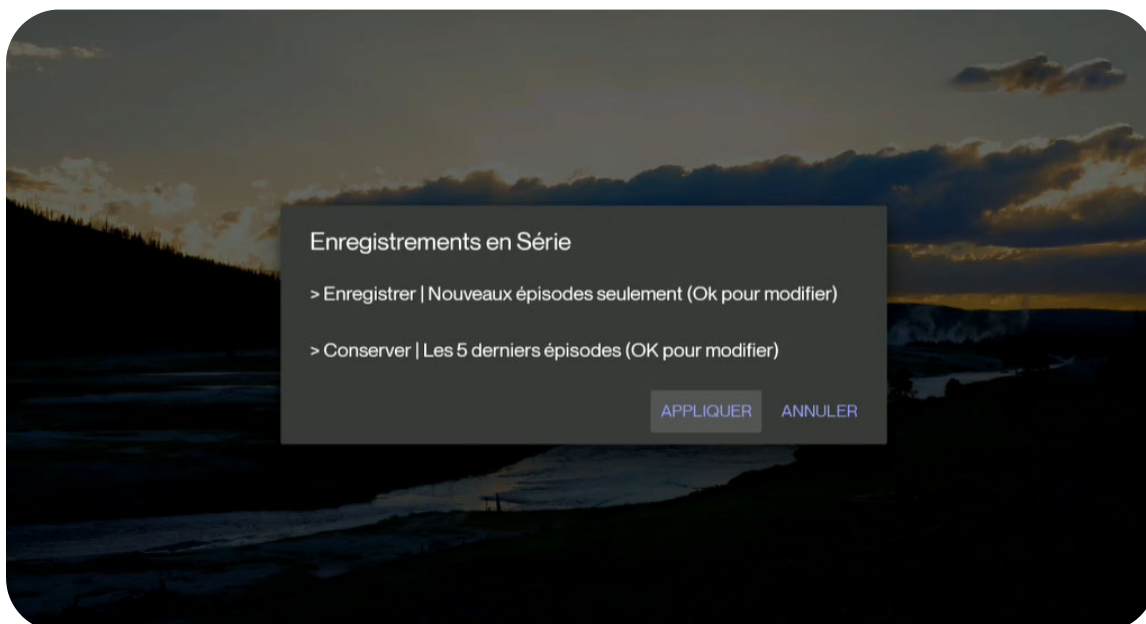 Enregistrements en Série
> Enregistrer | Nouveaux épisodes seulement (Ok pour modifier)
> Conserver | Les 5 derniers épisodes (OK pour modifier)
APPLIQUER ANNULER